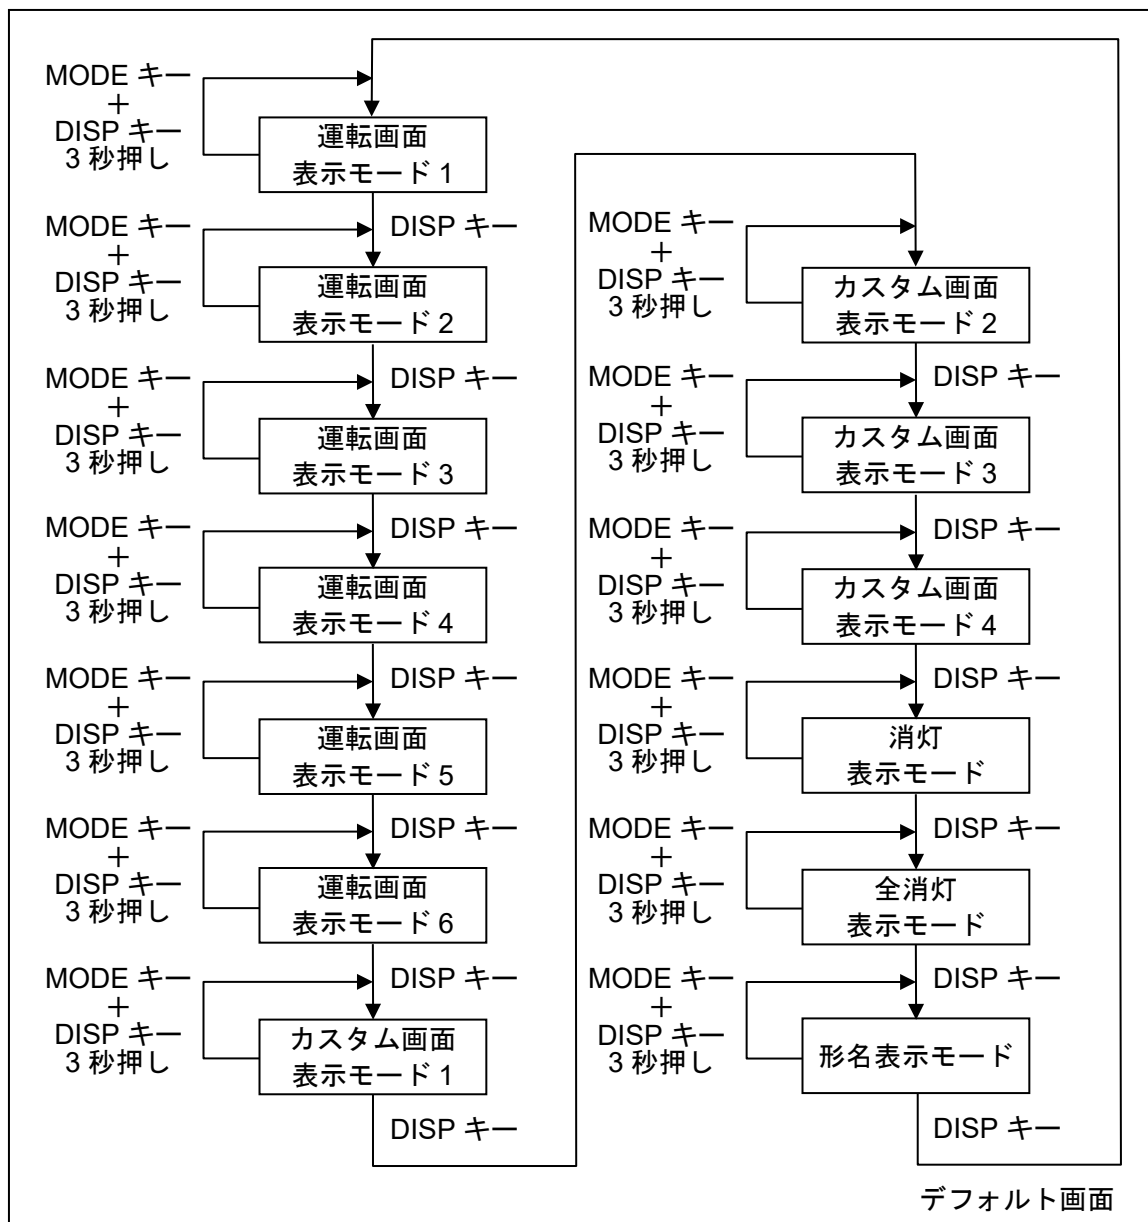 MODE キー
＋
DISP キー
3 秒押し
運転画面
表示モード 1
DISP キー
MODE キー
＋
DISP キー
3 秒押し
運転画面
表示モード 2
DISP キー
MODE キー
＋
DISP キー
3 秒押し
運転画面
表示モード 3
DISP キー
MODE キー
＋
DISP キー
3 秒押し
運転画面
表示モード 4
DISP キー
MODE キー
＋
DISP キー
3 秒押し
運転画面
表示モード 5
DISP キー
MODE キー
＋
DISP キー
3 秒押し
運転画面
表示モード 6
DISP キー
MODE キー
＋
DISP キー
3 秒押し
カスタム画面
表示モード 1
DISP キー
MODE キー
＋
DISP キー
3 秒押し
カスタム画面
表示モード 2
DISP キー
MODE キー
＋
DISP キー
3 秒押し
カスタム画面
表示モード 3
DISP キー
MODE キー
＋
DISP キー
3 秒押し
カスタム画面
表示モード 4
DISP キー
MODE キー
＋
DISP キー
3 秒押し
消灯
表示モード
DISP キー
MODE キー
＋
DISP キー
3 秒押し
全消灯
表示モード
DISP キー
MODE キー
＋
DISP キー
3 秒押し
形名表示モード
DISP キー
デフォルト画面